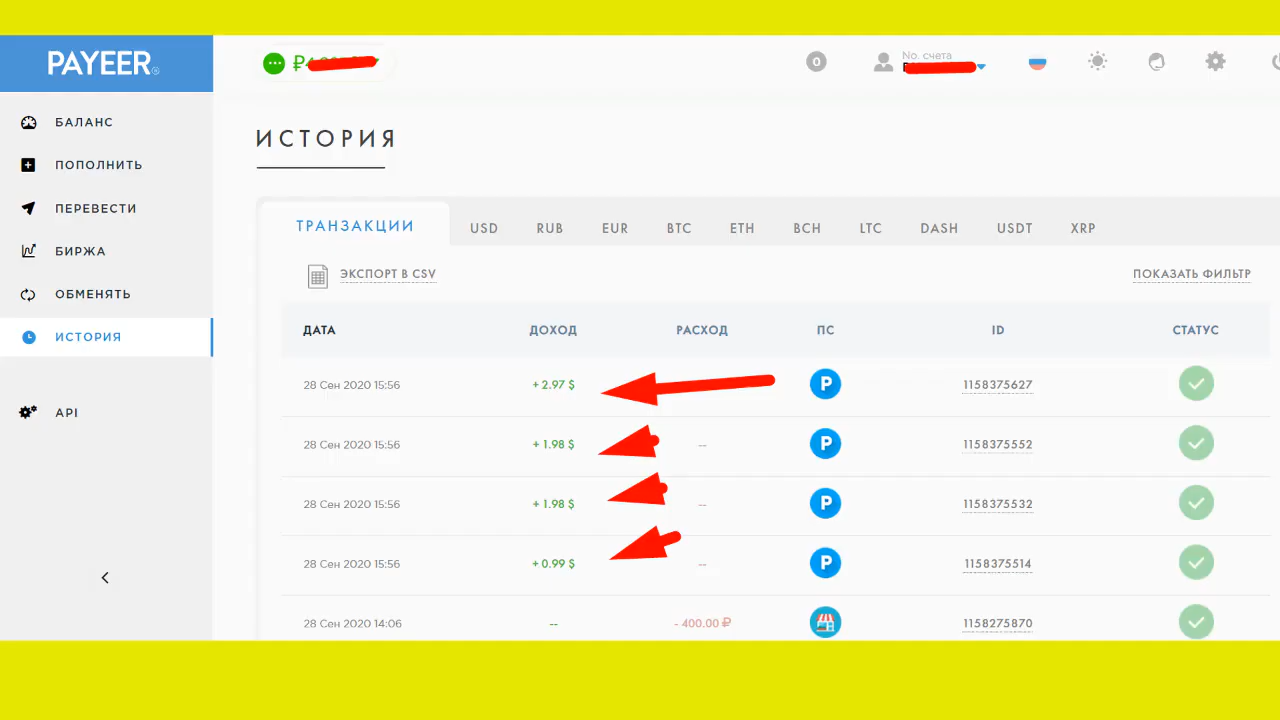 PAYEER®
₽
0
No. счета
БАЛАНС
ПОПОЛНИТЬ
ПЕРЕВЕСТИ
БИРЖА
ОБМЕНЯТЬ
ИСТОРИЯ
API
ИСТОРИЯ
ТРАНЗАКЦИИ USD RUB EUR BTC ETH BCH LTC DASH USDT XRP
ЭКСПОРТ В CSV ПОКАЗАТЬ ФИЛЬТР
ДАТА ДОХОД РАСХОД ПС ID СТАТУС
28 Сен 2020 15:56 + 2.97 $ P 1158375627
28 Сен 2020 15:56 + 1.98 $ -- P 1158375552
28 Сен 2020 15:56 + 1.98 $ -- P 1158375532
28 Сен 2020 15:56 + 0.99 $ -- P 1158375514
28 Сен 2020 14:06 -- - 400.00 ₽ 1158275870